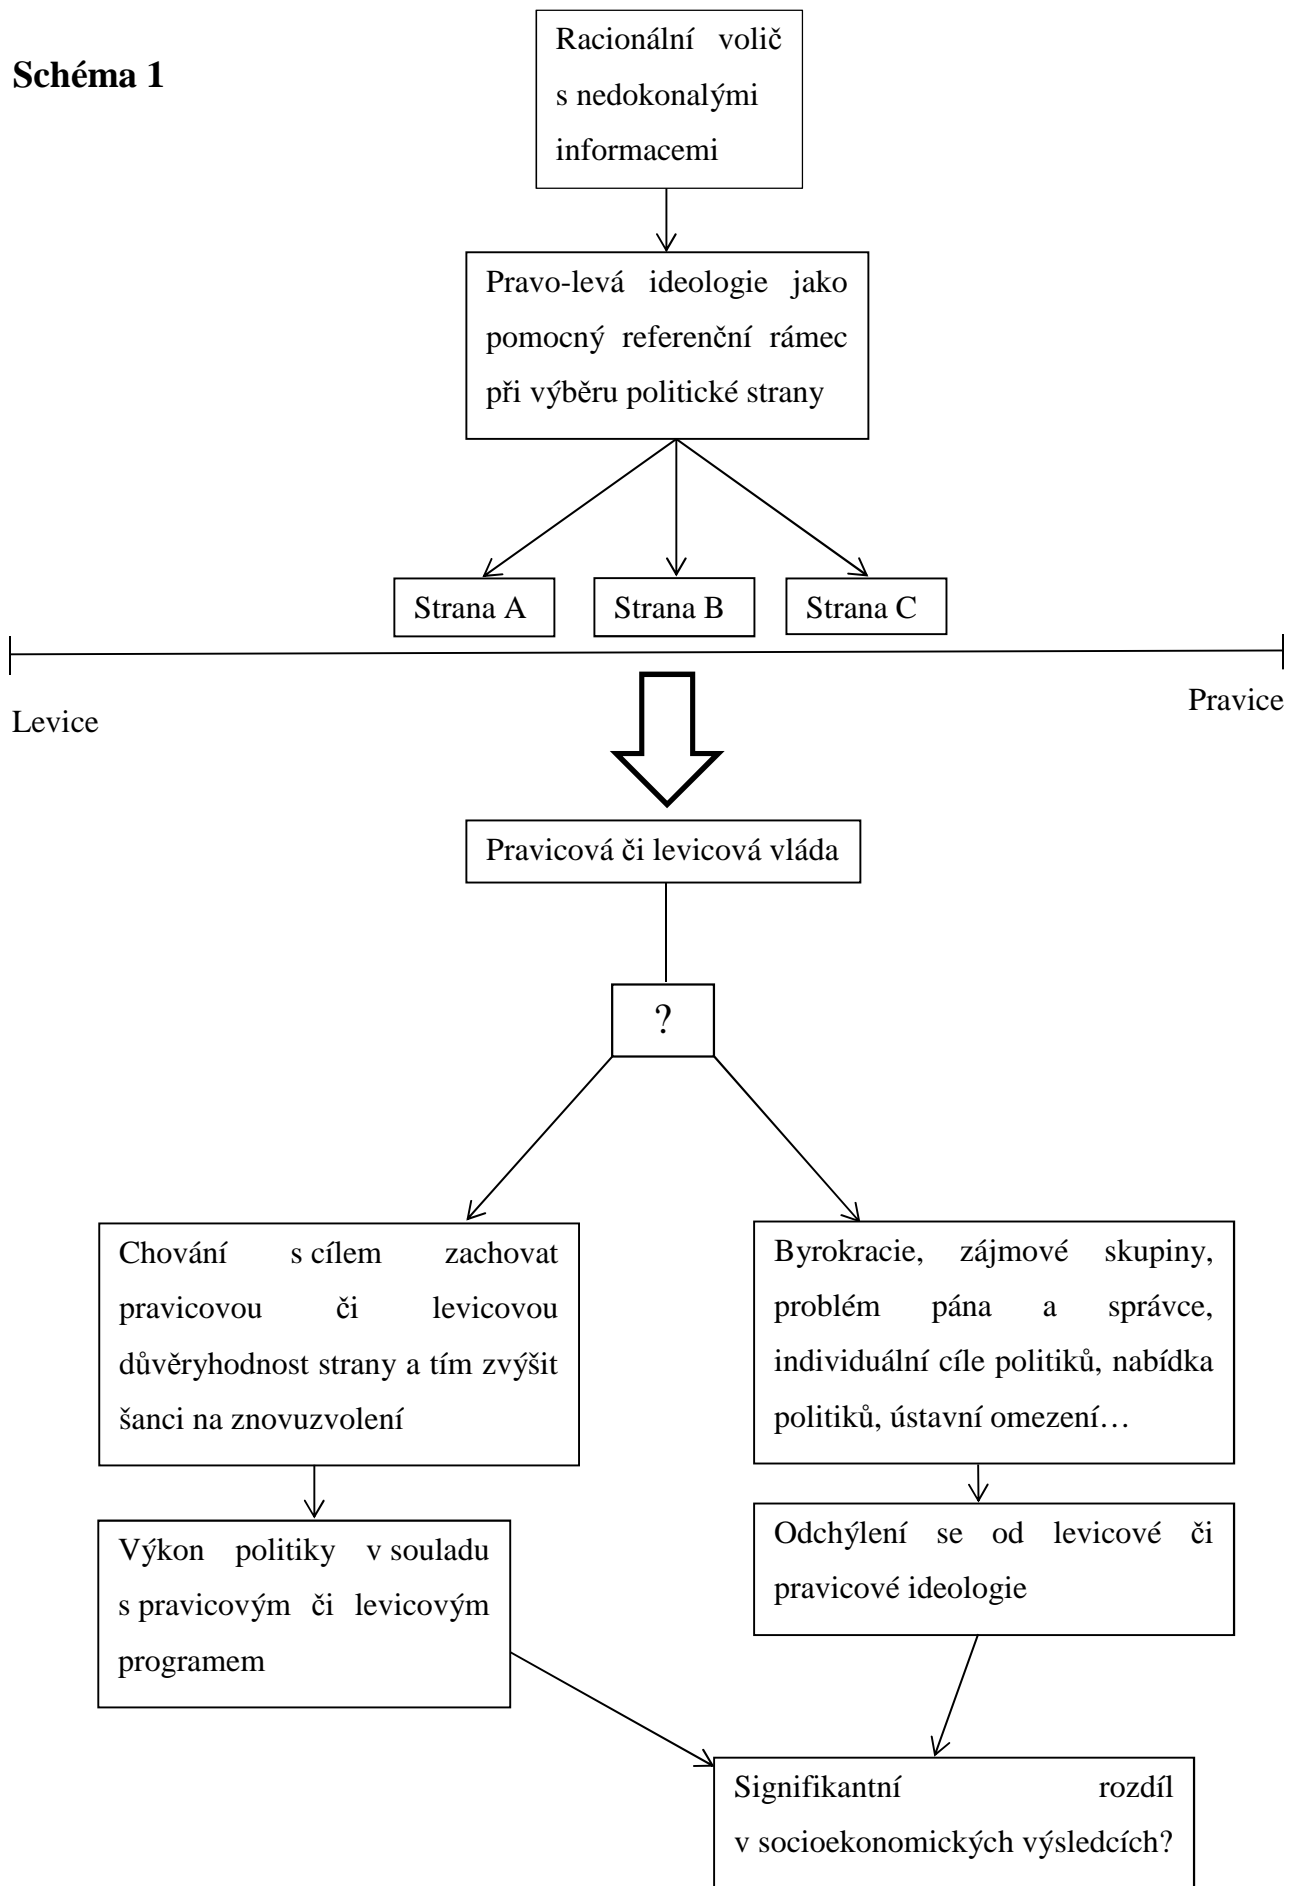 Schéma 1
Racionální volič
s nedokonalými
informacemi
Pravo-levá ideologie jako
pomocný referenční rámec
při výběru politické strany
Strana A
Strana B
Strana C
Levice
Pravice
Pravicová či levicová vláda
?
Chování s cílem zachovat
pravicovou či levicovou
důvěryhodnost strany a tím zvýšit
šanci na znovuzvolení
Byrokracie, zájmové skupiny,
problém pána a správce,
individuální cíle politiků, nabídka
politiků, ústavní omezení…
Výkon politiky v souladu
s pravicovým či levicovým
programem
Odchýlení se od levicové či
pravicové ideologie
Signifikantní rozdíl
v socioekonomických výsledcích?